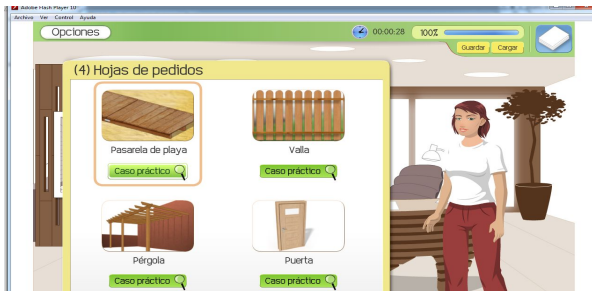 Adobe Flash Player 10
Archivo Ver Control Ayuda
Opciones
00:00:28 100%
Guardar Cargar
(4) Hojas de pedidos
Pasarela de playa Valla
Caso práctico Caso práctico
Pérgola Puerta
Caso práctico Caso práctico